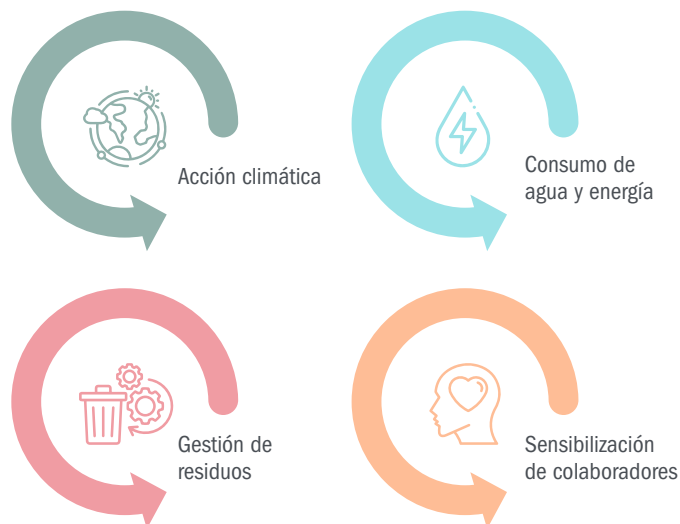 Acción climática
Consumo de
agua y energía
Gestión de
residuos
Sensibilización
de colaboradores